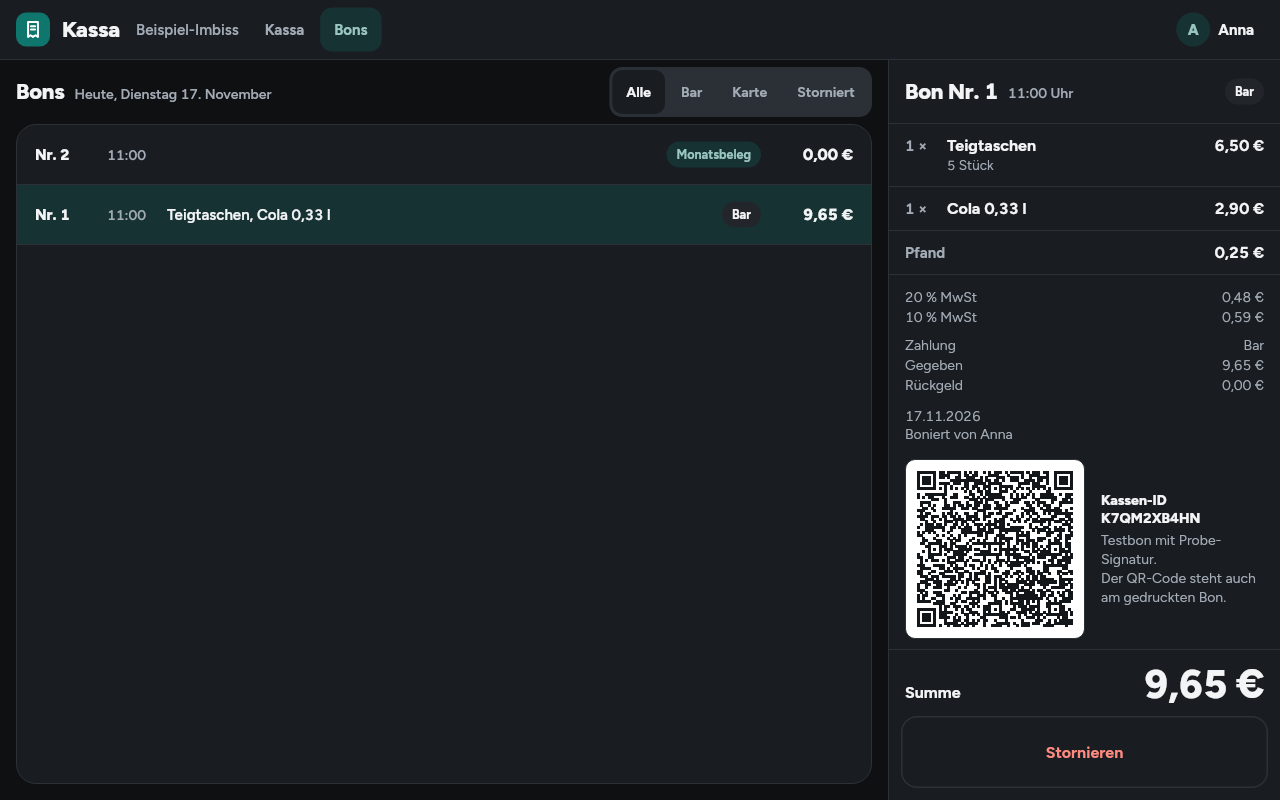 Kassa
Beispiel-Imbiss
Kassa
Bons
A
Anna
Bons
Heute, Dienstag 17. November
Alle
Bar
Karte
Storniert
Nr. 2 11:00 Monatsbeleg 0,00 €
Nr. 1 11:00 Teigtaschen, Cola 0,33 l Bar 9,65 €
Bon Nr. 1 11:00 Uhr Bar
1 × Teigtaschen 6,50 €
5 Stück
1 × Cola 0,33 l 2,90 €
Pfand 0,25 €
20 % MwSt 0,48 €
10 % MwSt 0,59 €
Zahlung Bar
Gegeben 9,65 €
Rückgeld 0,00 €
17.11.2026
Boniert von Anna
Kassen-ID
K7QM2XB4HN
Testbon mit Probe-
Signatur.
Der QR-Code steht auch
am gedruckten Bon.
Summe 9,65 €
Stornieren